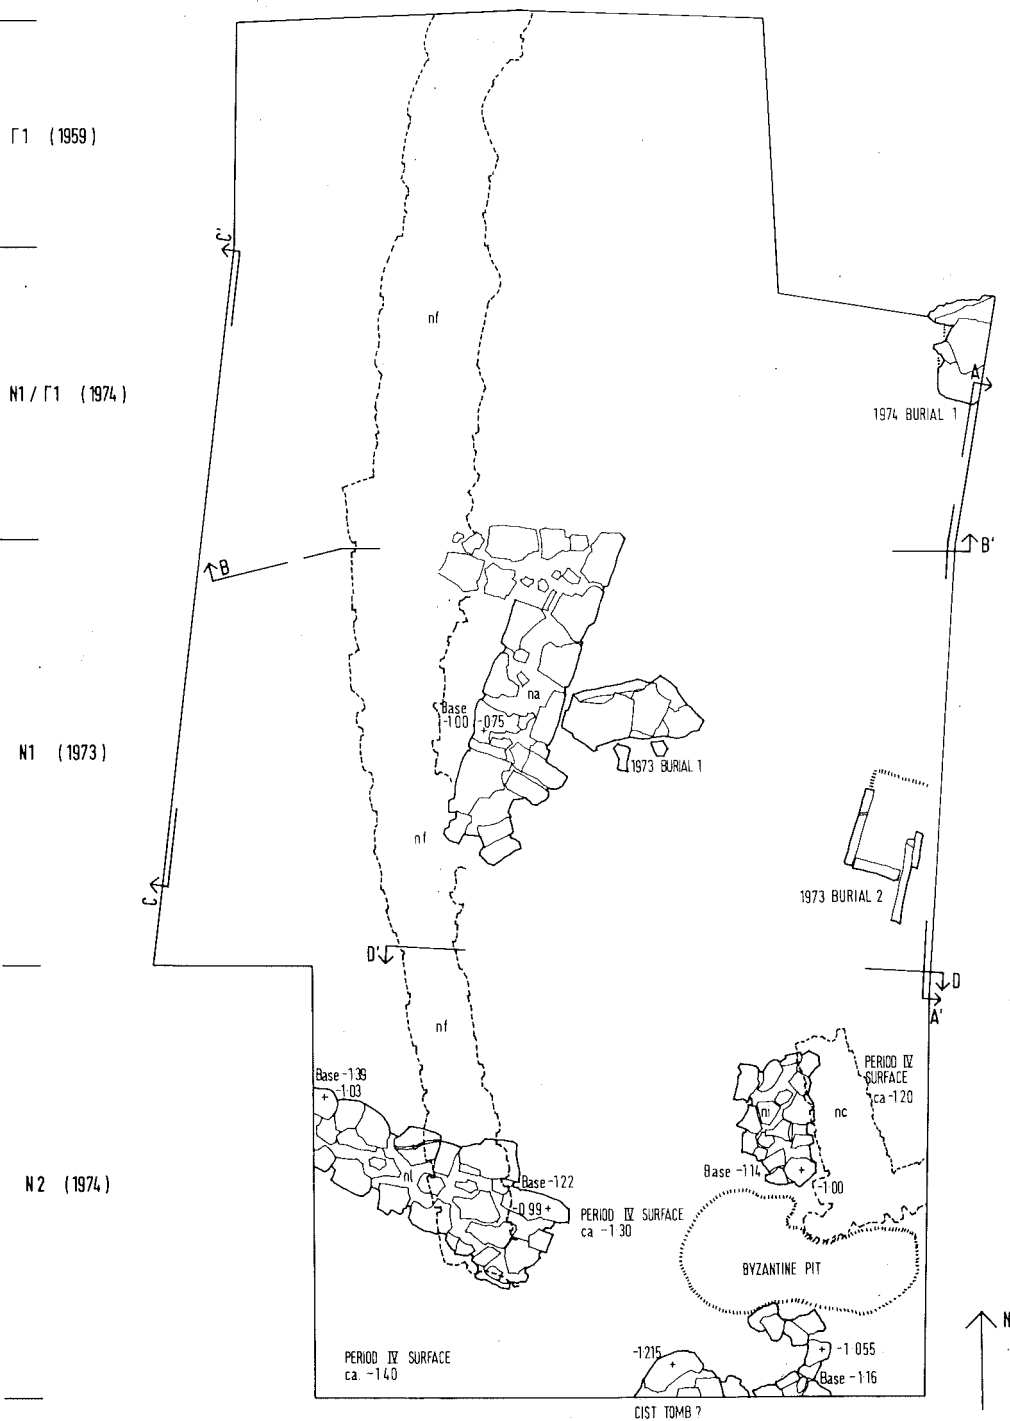 Γ1 (1959)
C'
nf
N1 / Γ1 (1974)
A
1974 BURIAL 1
B
B'
na
Base
-1·00 -0·75
N1 (1973)
1973 BURIAL 1
nf
C
1973 BURIAL 2
D'
D
A'
nf
Base -1·39
-1·03
PERIOD IV
SURFACE
ca -1·20
ni
nc
N2 (1974)
nl
Base -1·14
-1·00
Base -1·22
-0·99
PERIOD IV SURFACE
ca -1·30
BYZANTINE PIT
N
-1·215
-1·055
PERIOD IV SURFACE
ca. -1·40
Base -1·16
CIST TOMB ?